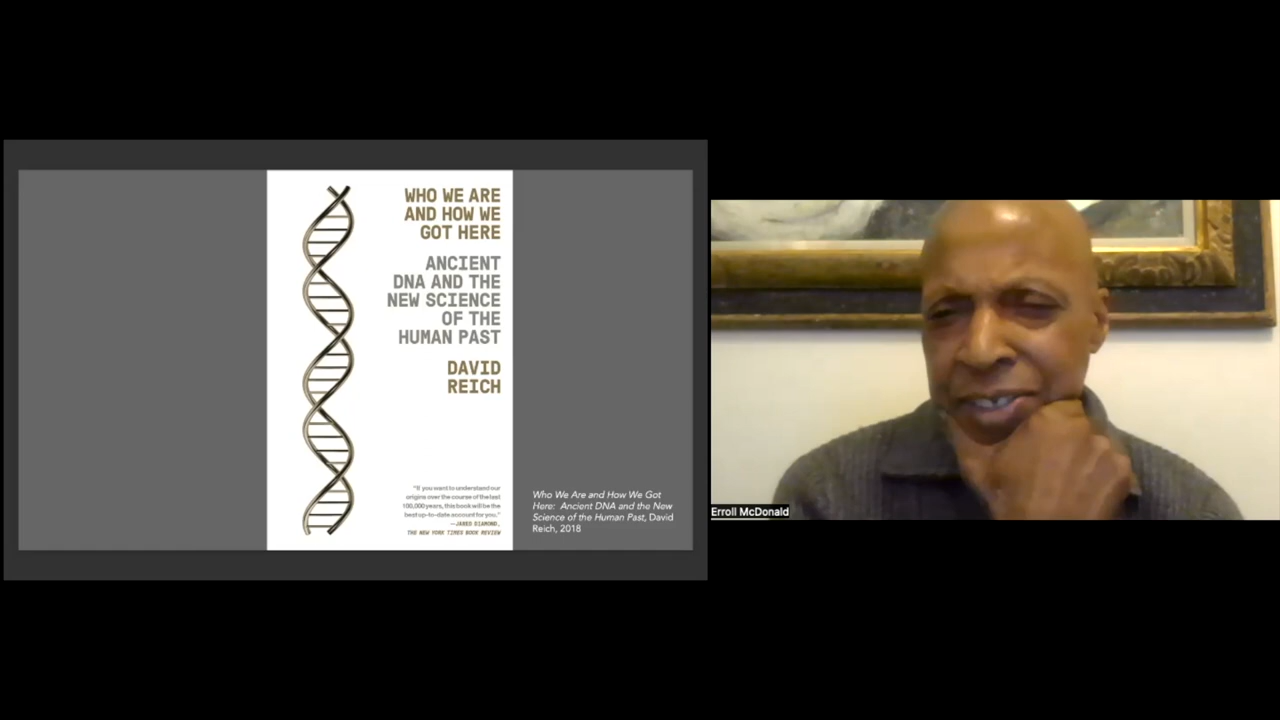 WHO WE ARE
AND HOW WE
GOT HERE
ANCIENT
DNA AND THE
NEW SCIENCE
OF THE
HUMAN PAST
DAVID
REICH
"If you want to understand our
origins over the course of the last
100,000 years, this book will be the
best up-to-date account for you."
—JARED DIAMOND,
THE NEW YORK TIMES BOOK REVIEW
Who We Are and How We Got
Here: Ancient DNA and the New
Science of the Human Past, David
Reich, 2018
Erroll McDonald